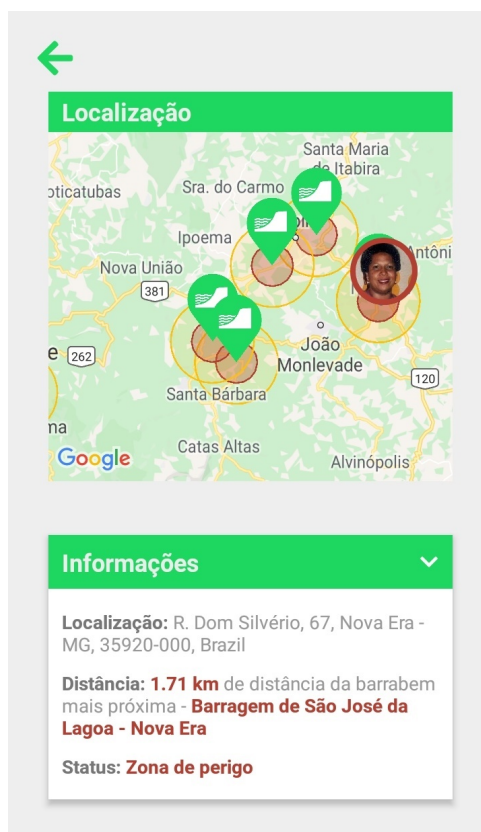 Localização
Santa Maria
de Itabira
oticatubas
Sra. do Carmo
Ipoema
Antôni
Nova União
381
João
Monlevade
e
262
120
Santa Bárbara
ma
Catas Altas
Google
Alvinópolis
Informações
Localização: R. Dom Silvério, 67, Nova Era -
MG, 35920-000, Brazil
Distância: 1.71 km de distância da barrabem
mais próxima - Barragem de São José da
Lagoa - Nova Era
Status: Zona de perigo